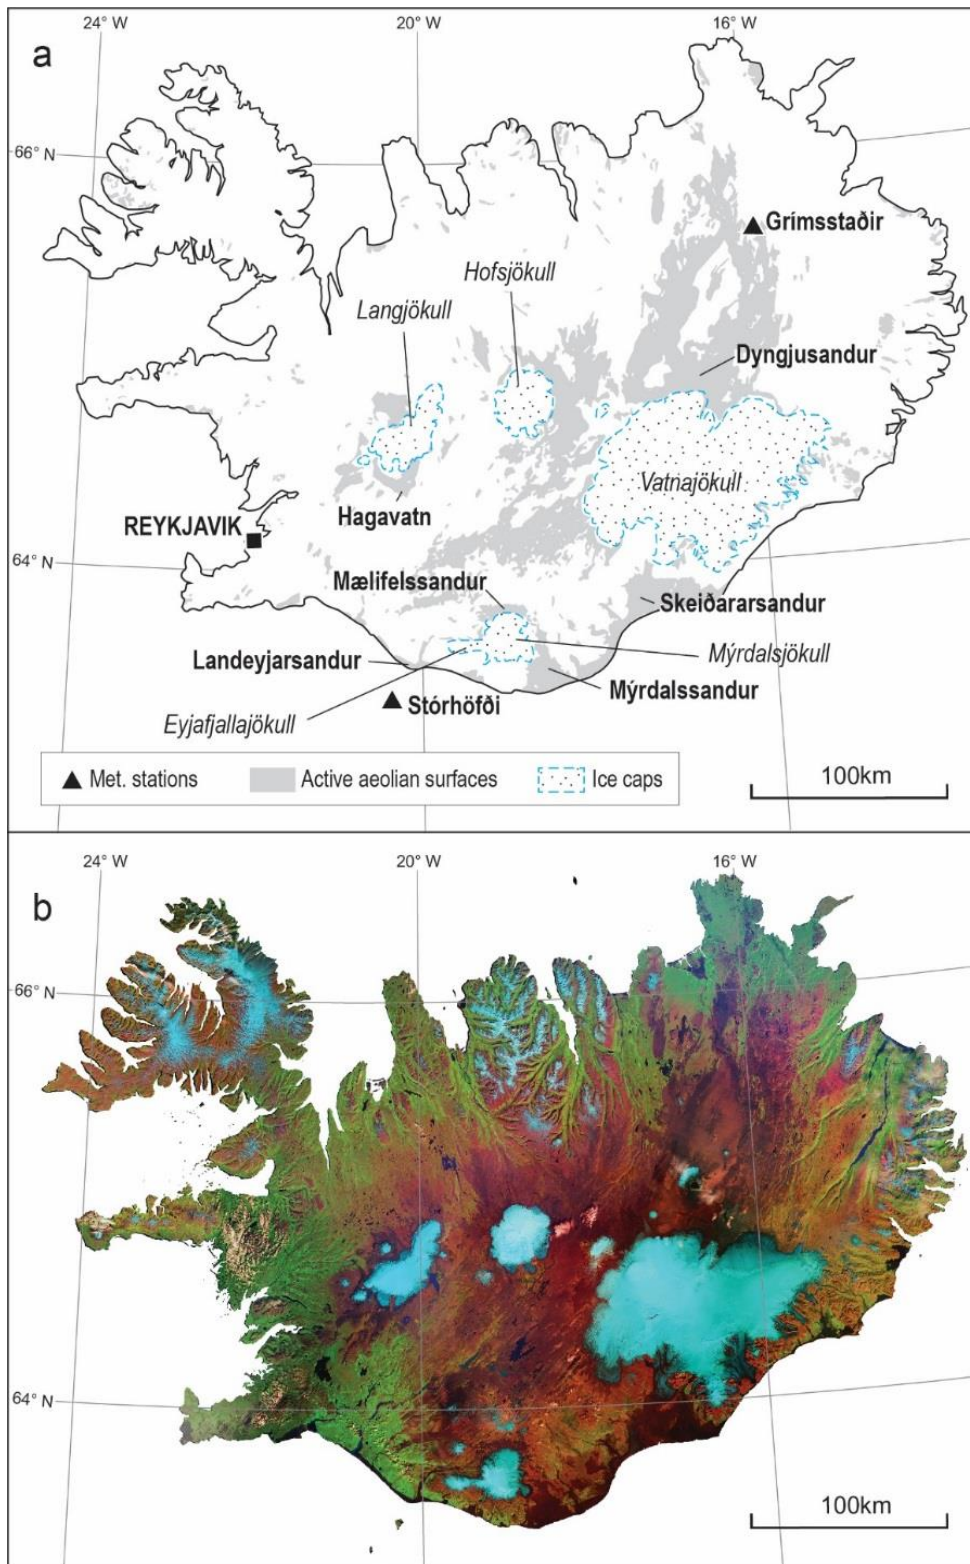 24° W
20° W
16° W
a
66° N
Grímsstaðir
Hofsjökull
Langjökull
Dyngjusandur
Vatnajökull
Hagavatn
REYKJAVIK
64° N
Mælifelssandur
Skeiðararsandur
Landeyjarsandur
Mýrdalsjökull
Mýrdalssandur
Stórhöfði
Eyjafjallajökull
Met. stations
Active aeolian surfaces
Ice caps
100km
24° W
20° W
16° W
b
66° N
64° N
100km